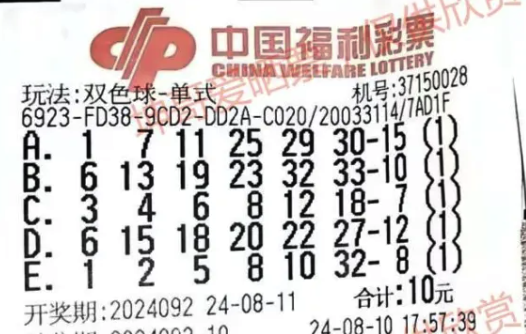 中国福利彩票
CHINA WELFARE LOTTERY
玩法:双色球-单式 机号:37150028
6923-FD38-9CD2-DD2A-C020/20033114/7AD1F
A. 1 7 11 25 29 30-15 (1)
B. 6 13 19 23 32 33-10 (1)
C. 3 4 6 8 12 18- 7 (1)
D. 6 15 18 20 22 27-12 (1)
E. 1 2 5 8 10 32- 8 (1)
开奖期:2024092 24-08-11 合计:10元
24-08-10 17:57:39